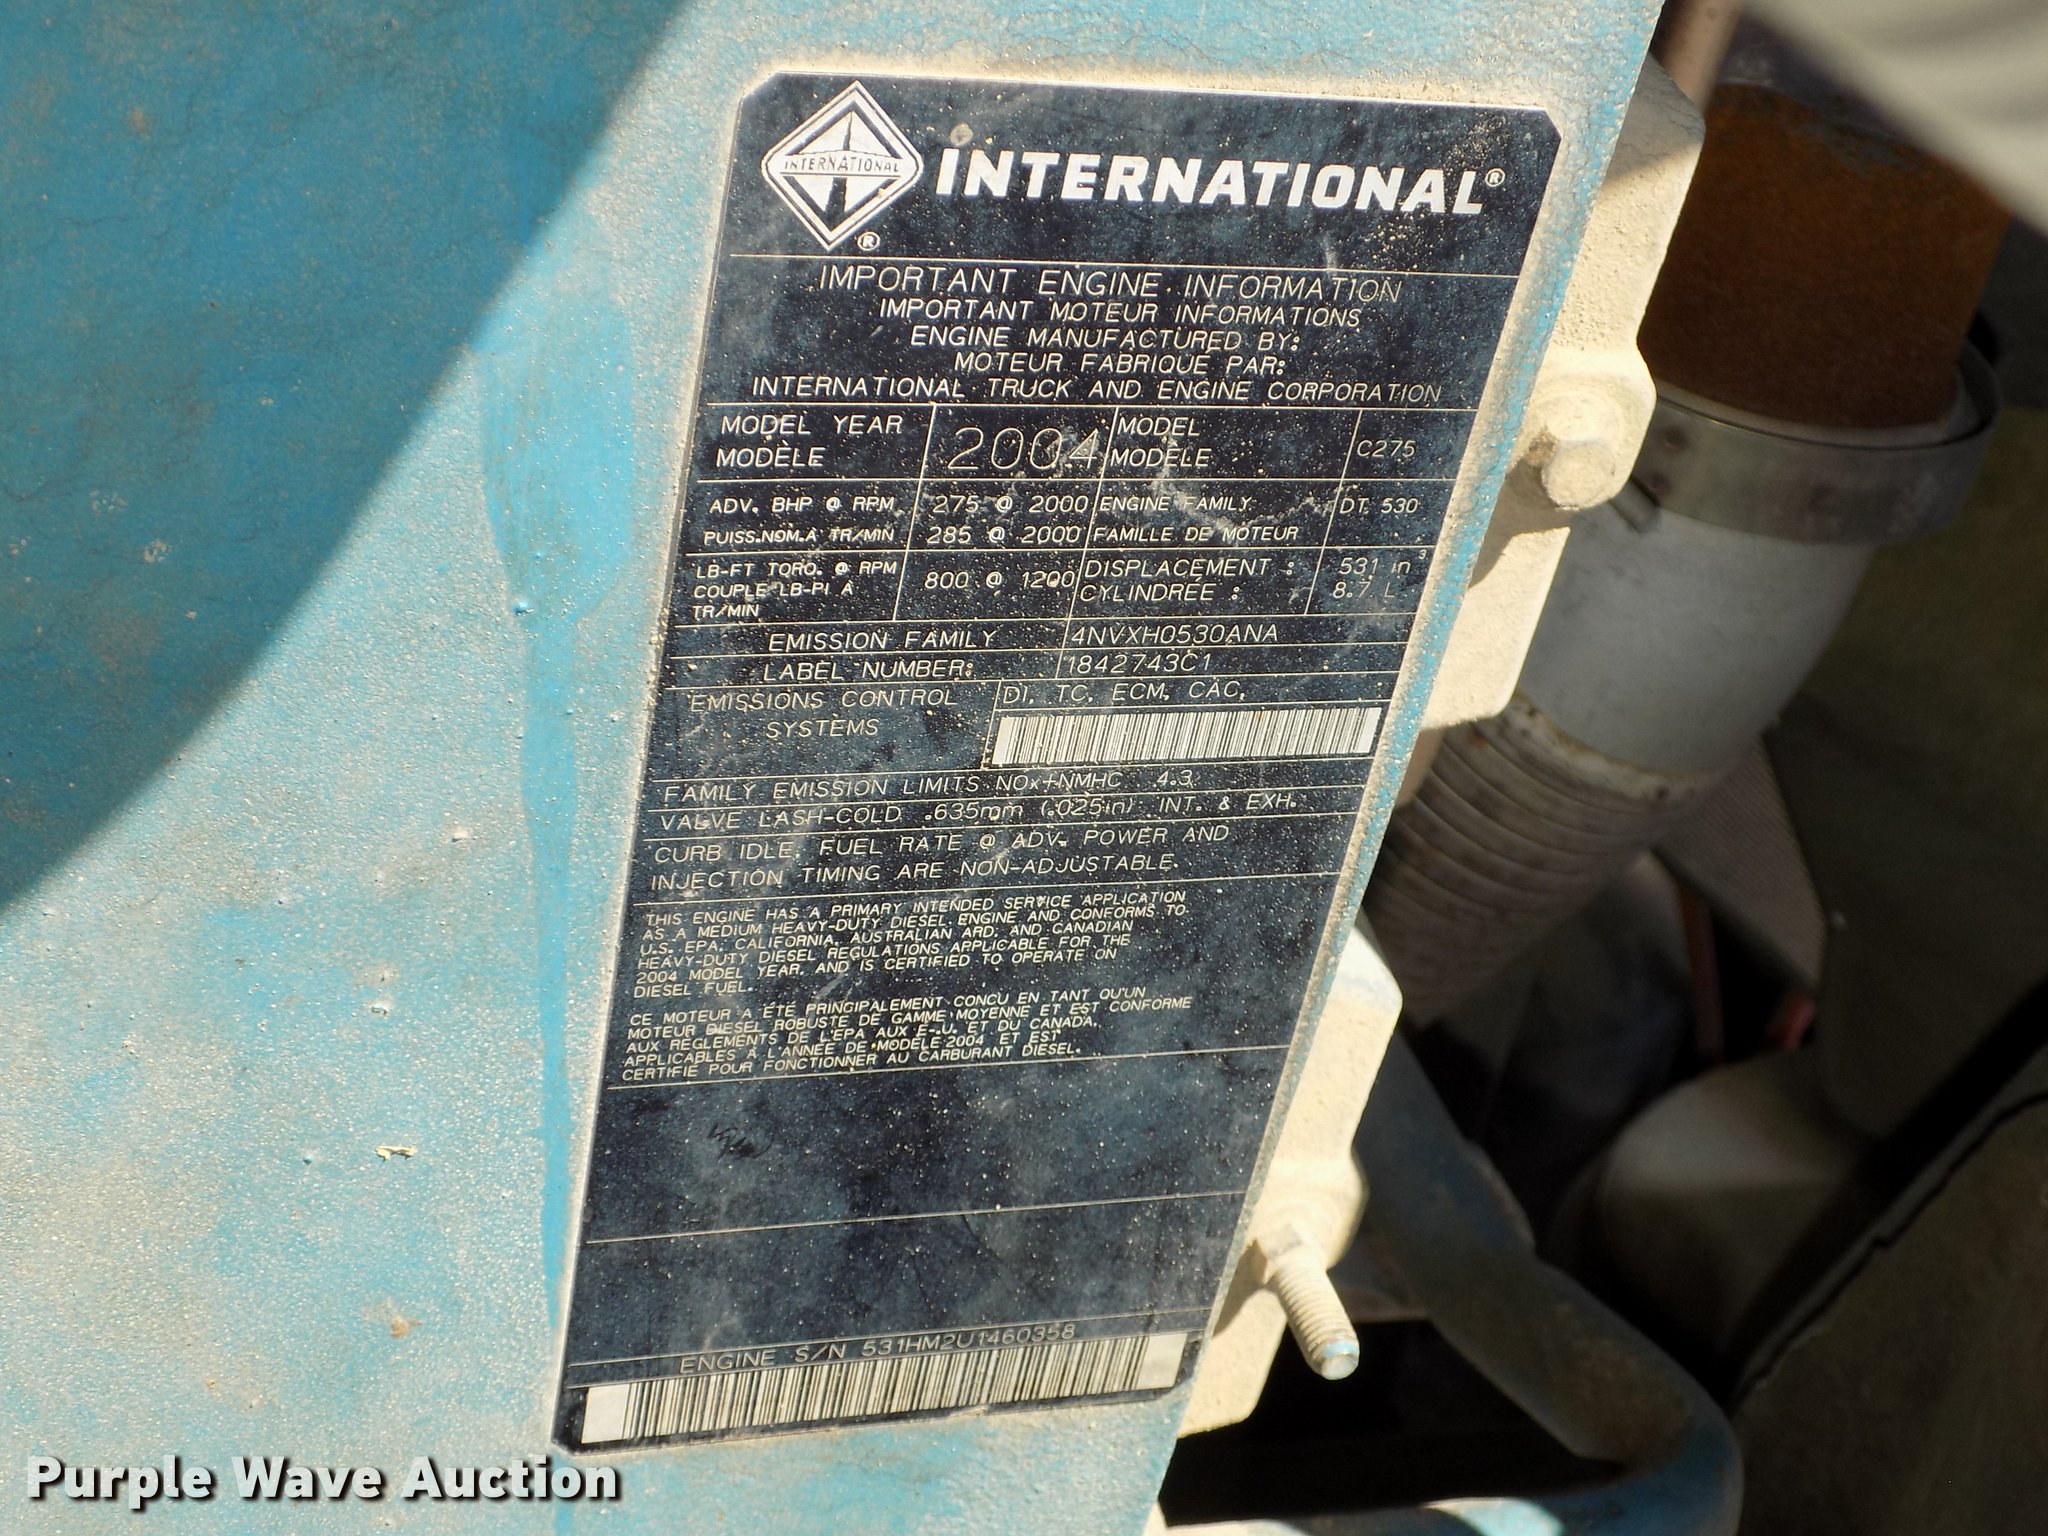 INTERNATIONAL ®
INTERNATIONAL®
IMPORTANT ENGINE INFORMATION
IMPORTANT MOTEUR INFORMATIONS
ENGINE MANUFACTURED BY:
MOTEUR FABRIQUE PAR:
INTERNATIONAL TRUCK AND ENGINE CORPORATION
MODEL YEAR
MODÈLE
2004
MODEL
MODELE
C275
ADV. BHP @ RPM
PUISS.NOM.A TR/MIN
275 @ 2000
285 @ 2000
ENGINE FAMILY
FAMILLE DE MOTEUR
DT 530
LB-FT TORQ. @ RPM
COUPLE LB-PI A
TR/MIN
800 @ 1200
DISPLACEMENT :
CYLINDRÉE :
531 in³
8.7 L
EMISSION FAMILY 4NVXH0530ANA
LABEL NUMBER: 1842743C1
EMISSIONS CONTROL
SYSTEMS
DI, TC, ECM, CAC,
FAMILY EMISSION LIMITS NOx+NMHC 4.3
VALVE LASH-COLD .635mm (.025in) INT. & EXH.
CURB IDLE, FUEL RATE @ ADV. POWER AND
INJECTION TIMING ARE NON-ADJUSTABLE.
THIS ENGINE HAS A PRIMARY INTENDED SERVICE APPLICATION
AS A MEDIUM HEAVY-DUTY DIESEL ENGINE AND CONFORMS TO
U.S. EPA, CALIFORNIA, AUSTRALIAN ARD, AND CANADIAN
HEAVY-DUTY DIESEL REGULATIONS APPLICABLE FOR THE
2004 MODEL YEAR, AND IS CERTIFIED TO OPERATE ON
DIESEL FUEL.
CE MOTEUR A ÉTÉ PRINCIPALEMENT CONCU EN TANT QU'UN
MOTEUR DIESEL ROBUSTE DE GAMME MOYENNE ET EST CONFORME
AUX REGLEMENTS DE L'EPA AUX E-U. ET DU CANADA,
APPLICABLES A L'ANNÉE DE MODÈLE 2004 ET EST
CERTIFIÉ POUR FONCTIONNER AU CARBURANT DIESEL.
ENGINE S/N 531HM2U1460358
Purple Wave Auction